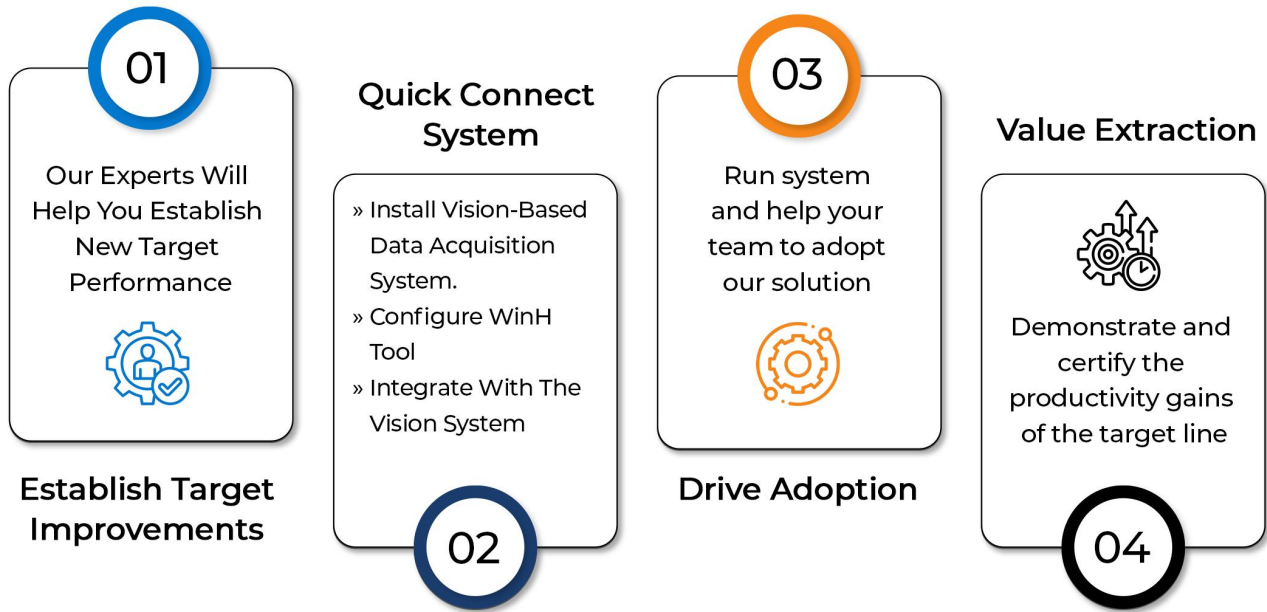 01
Our Experts Will
Help You Establish
New Target
Performance
Establish Target
Improvements
Quick Connect
System
» Install Vision-Based
Data Acquisition
System.
» Configure WinH
Tool
» Integrate With The
Vision System
02
03
Run system
and help your
team to adopt
our solution
Drive Adoption
Value Extraction
Demonstrate and
certify the
productivity gains
of the target line
04